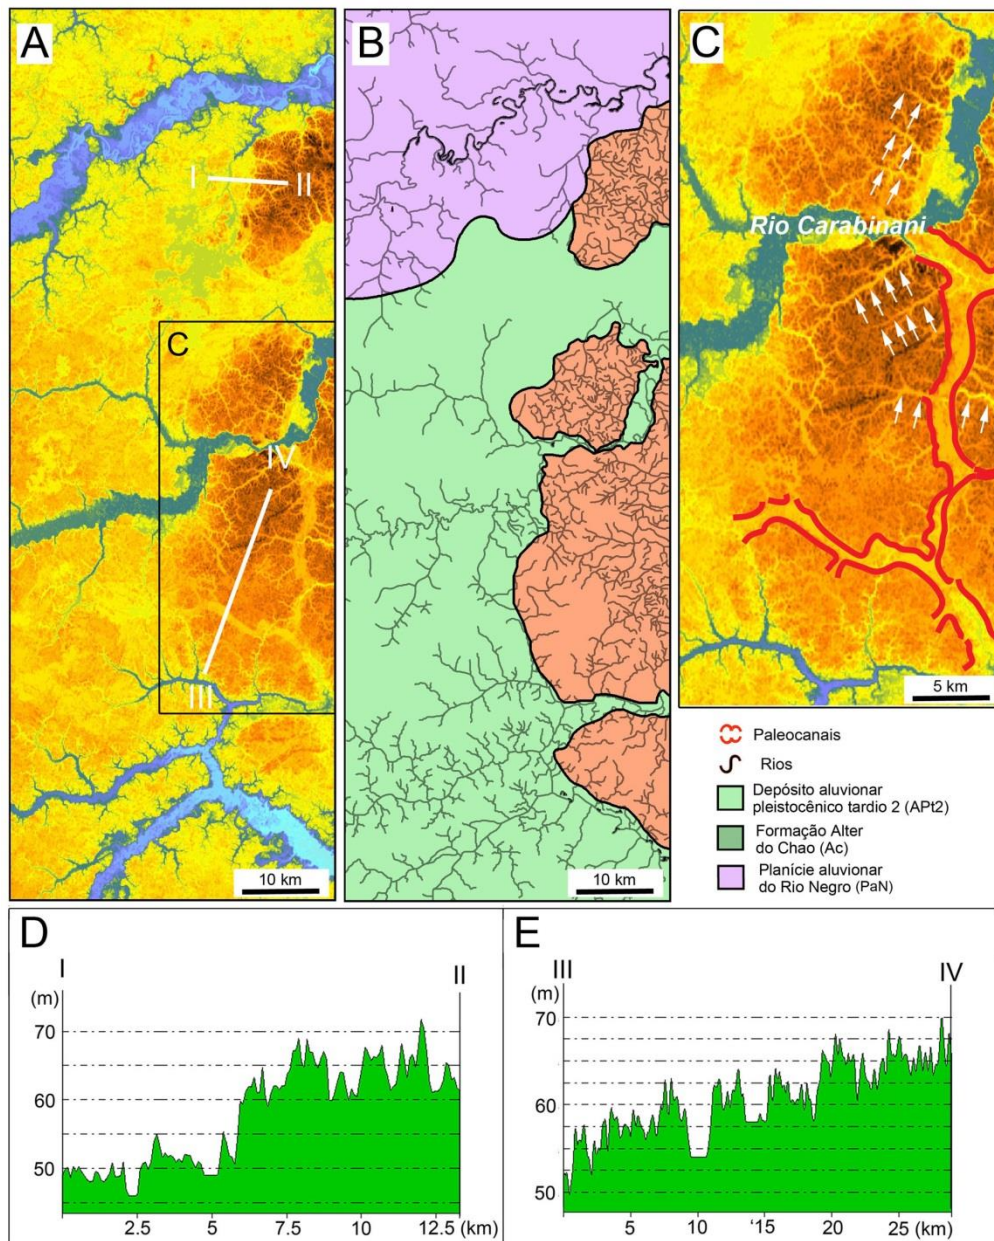 A
I
II
C
IV
III
10 km
B
10 km
C
Rio Carabinani
5 km
Paleocanais
Rios
Depósito aluvionar
pleistocênico tardio 2 (APt2)
Formação Alter
do Chao (Ac)
Planície aluvionar
do Rio Negro (PaN)
D
I
II
(m)
70
60
50
2.5
5
7.5
10
12.5
(km)
E
III
IV
(m)
70
60
50
5
10
'15
20
25
(km)